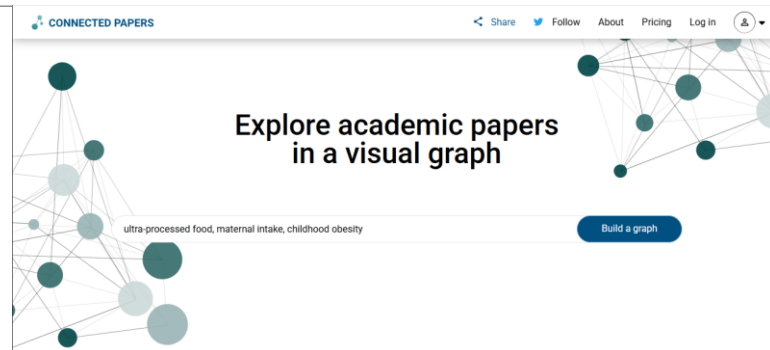 CONNECTED PAPERS
Share Follow About Pricing Log in
Explore academic papers
in a visual graph
ultra-processed food, maternal intake, childhood obesity
Build a graph